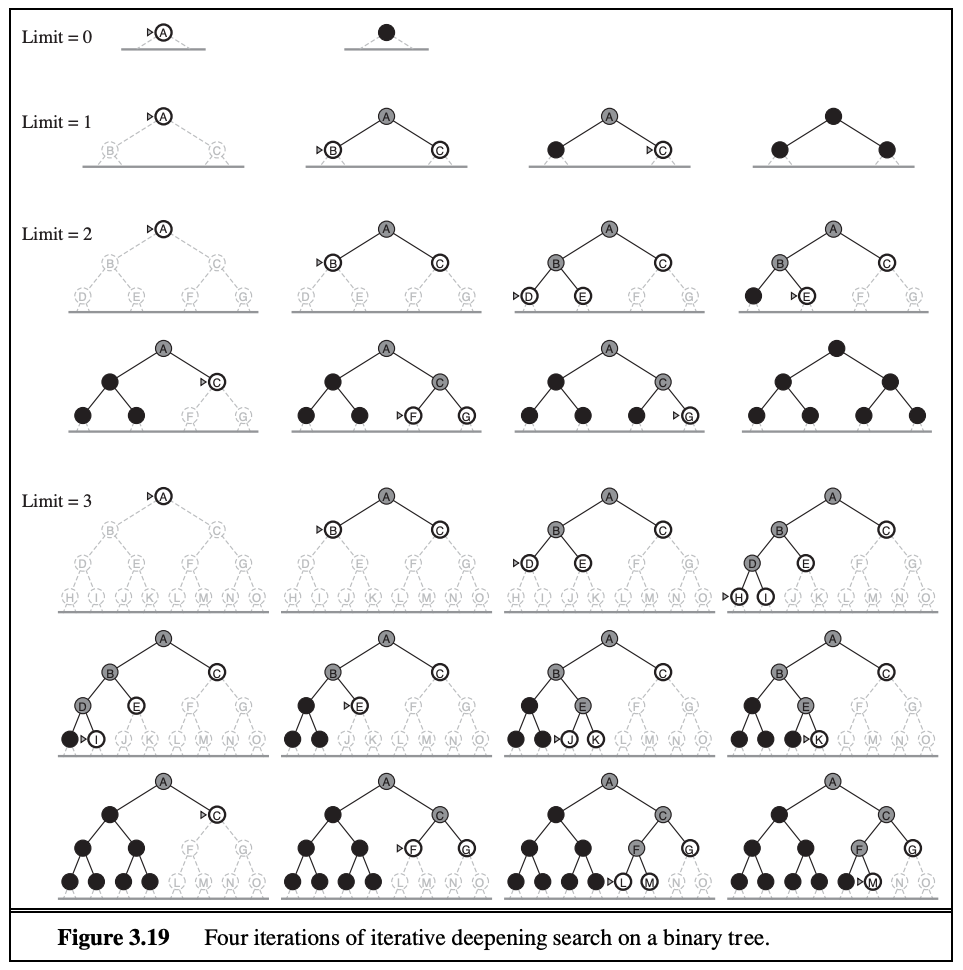 Limit = 0 A
Limit = 1 A A A
B C B C C
Limit = 2 A A A A
B C B C B C B C
D E F G D E F G D E F G E F G
A A A
C C C
F G F G G
Limit = 3 A A A A
B C B C B C B C
D E F G D E F G D E F G D E F G
H I J K L M N O H I J K L M N O H I J K L M N O H I J K L M N O
A A A A
B C B C B C B C
D E F G E F G E F G E F G
I J K L M N O J K L M N O J K L M N O K L M N O
A A A A
C C C C
F G F G F G F G
L M N O L M N O L M N O M N O
Figure 3.19 Four iterations of iterative deepening search on a binary tree.